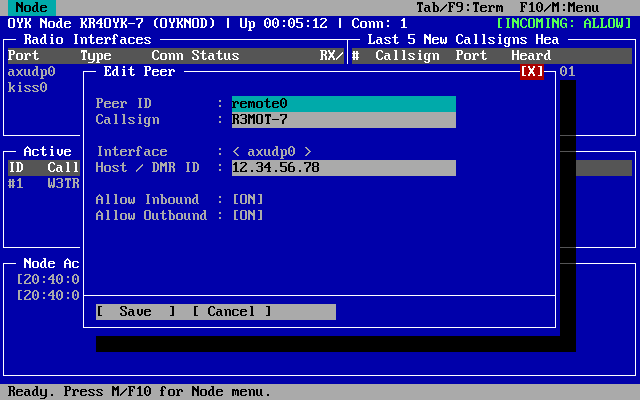 Node Tab/F9:Term F10/M:Menu
OYK Node KR4OYK-7 (OYKNOD) | Up 00:05:12 | Conn: 1 [INCOMING: ALLOW]
Radio Interfaces Last 5 New Callsigns Hea
Port Type Conn Status RX/ # Callsign Port Heard
axudp0 01
kiss0
Edit Peer [X]
Peer ID : remote0
Callsign : R3MOT-7
Interface : < axudp0 >
Host / DMR ID : 12.34.56.78
Allow Inbound : [ON]
Allow Outbound : [ON]
[ Save ] [ Cancel ]
Active
ID Call
#1 W3TR
Node Ac
[20:40:0
[20:40:0
Ready. Press M/F10 for Node menu.